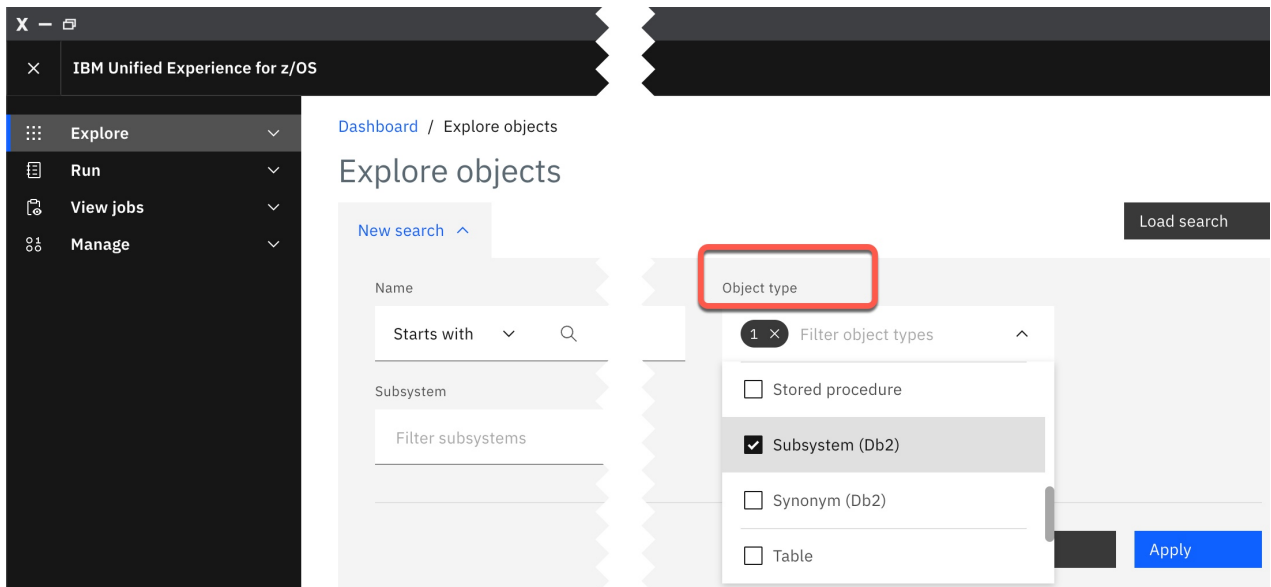 IBM Unified Experience for z/OS
Explore
Run
View jobs
Manage
Dashboard / Explore objects
Explore objects
New search
Load search
Name
Starts with
Subsystem
Filter subsystems
Object type
1 × Filter object types
Stored procedure
Subsystem (Db2)
Synonym (Db2)
Table
Apply